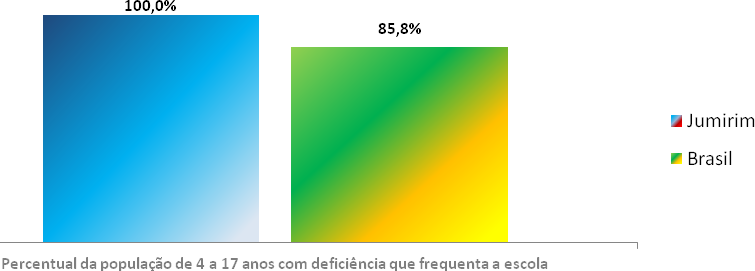 100,0%
85,8%
Jumirim
Brasil
Percentual da população de 4 a 17 anos com deficiência que frequenta a escola